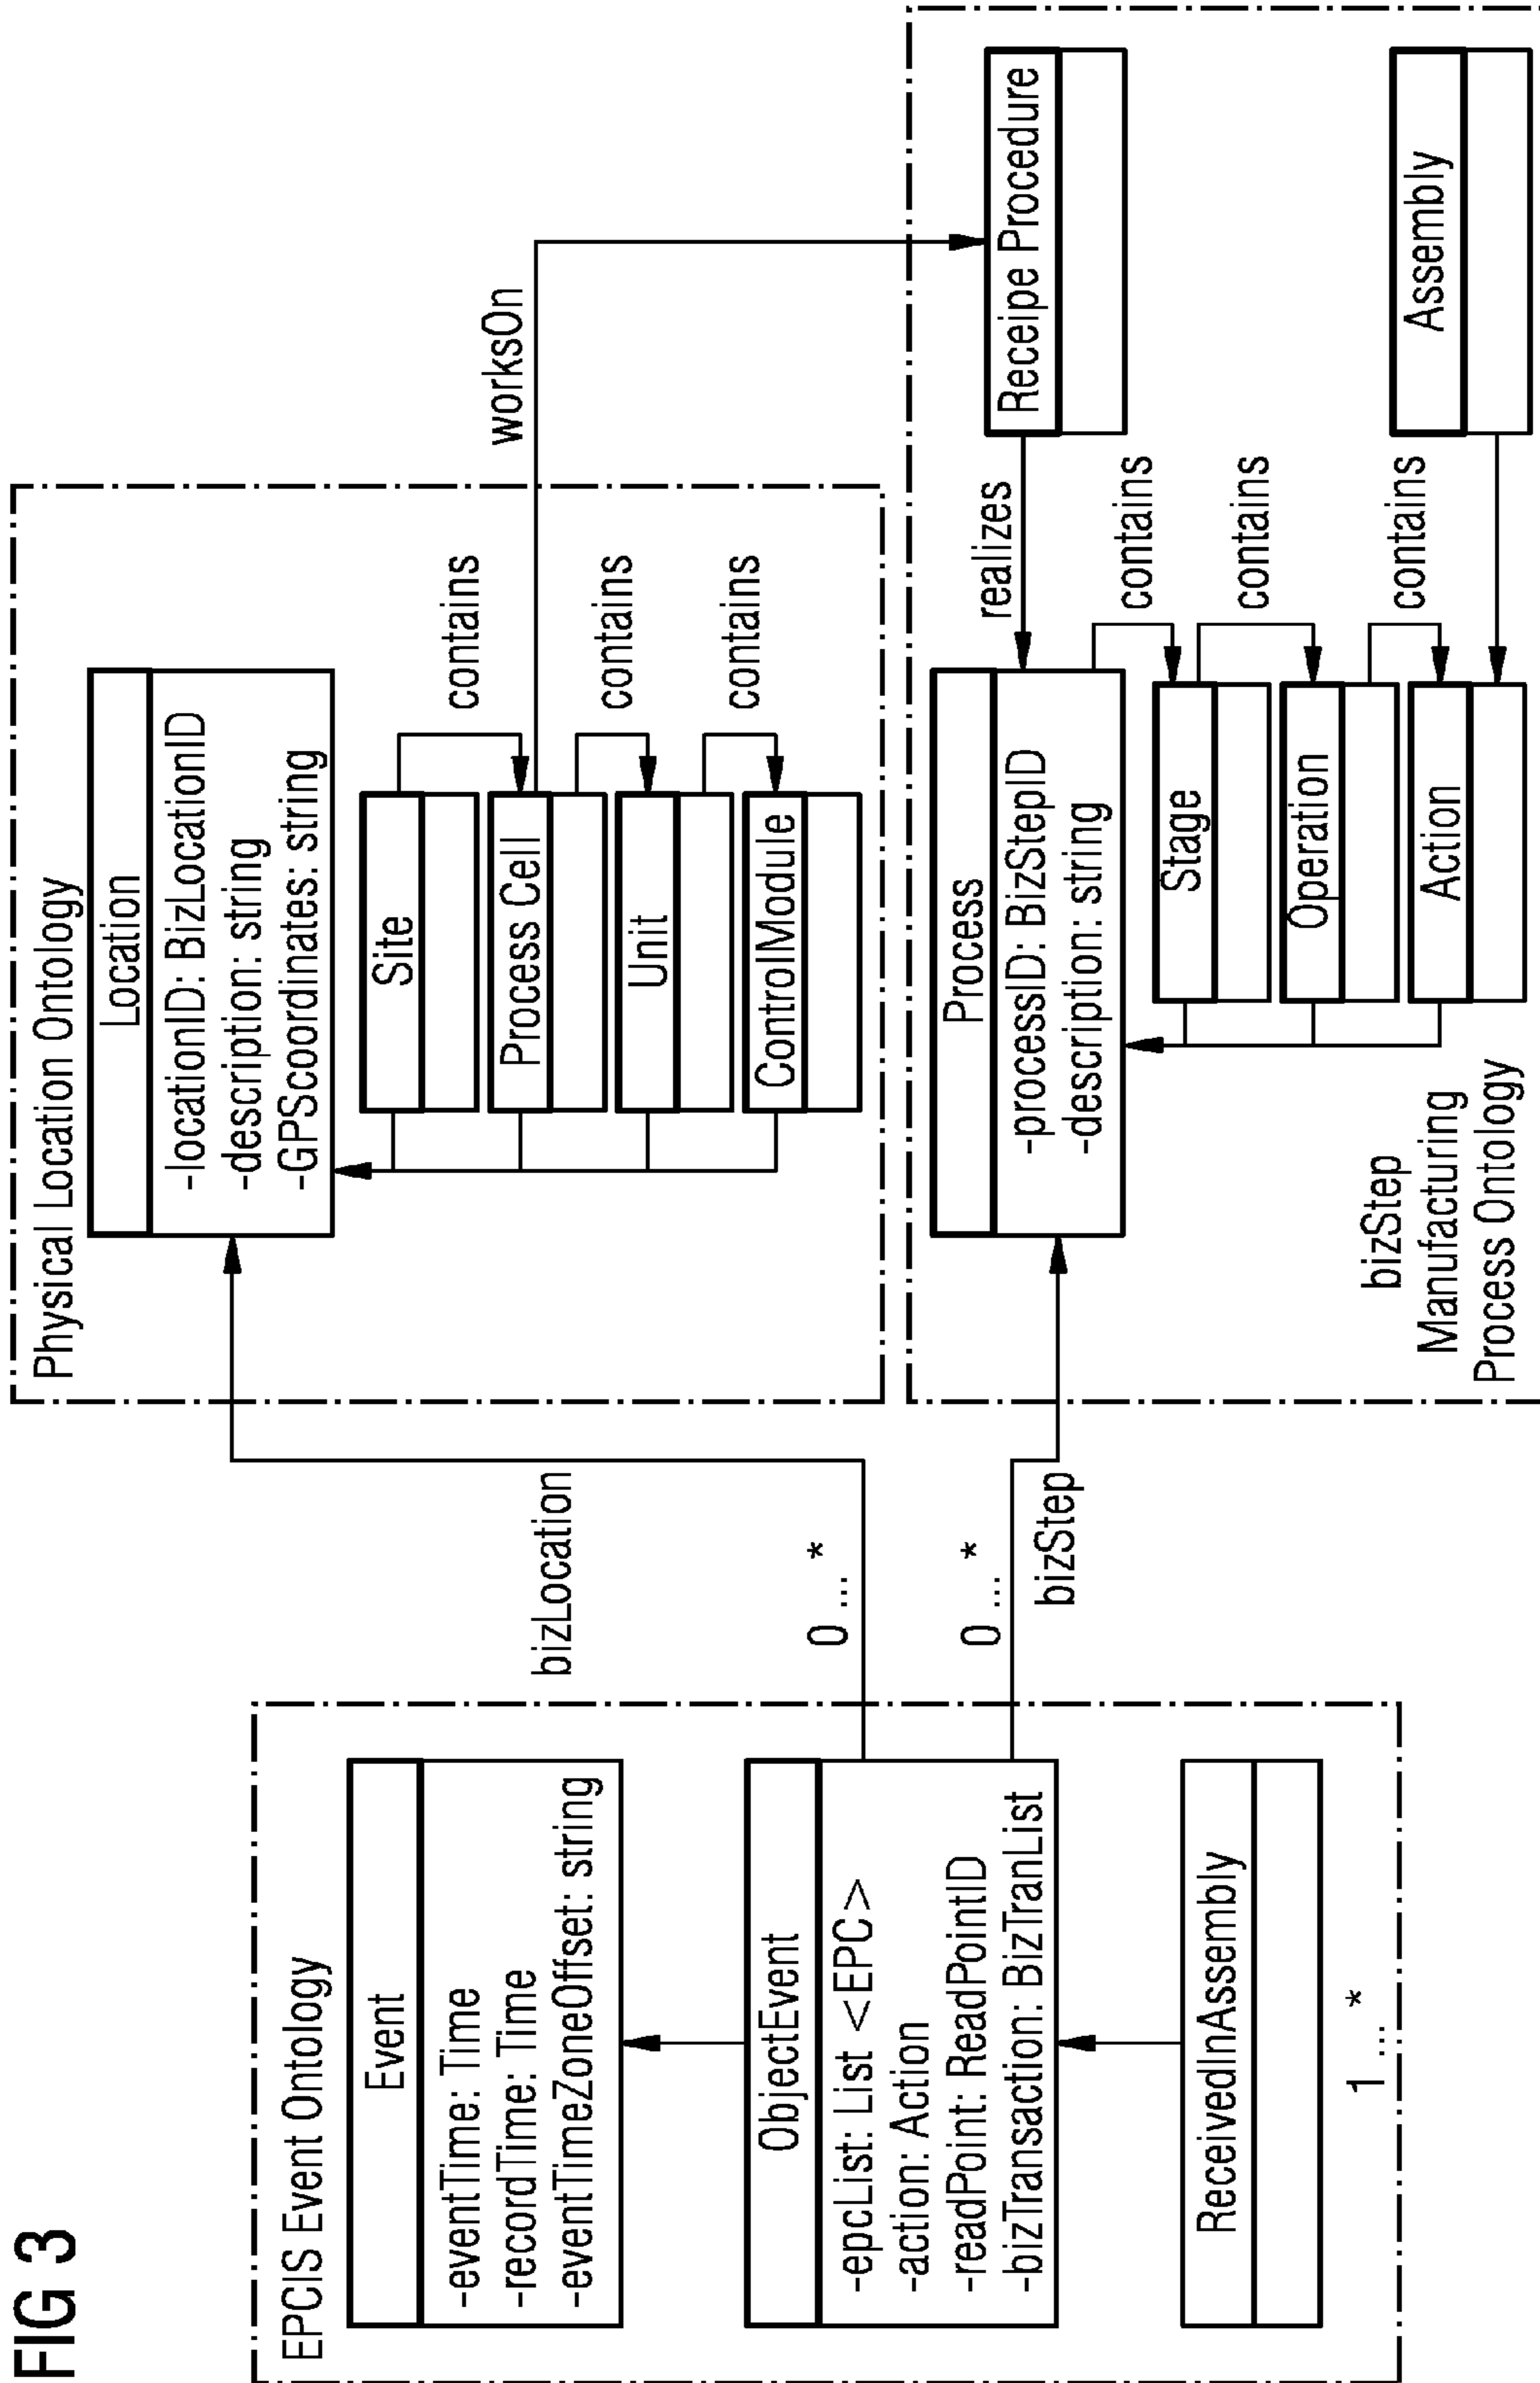 FIG 3
EPCIS Event Ontology
Event
-eventTime: Time
-recordTime: Time
-eventTimeZoneOffset: string
ObjectEvent
-epcList: List <EPC>
-action: Action
-readPoint: ReadPointID
-bizTransaction: BizTranList
ReceivedInAssembly
1 ... *
bizLocation
0 ... *
0 ... *
bizStep
Physical Location Ontology
Location
-locationID: BizLocationID
-description: string
-GPScoordinates: string
Site
contains
Process Cell
contains
Unit
contains
ControlModule
worksOn
Process
-processID: BizStepID
-description: string
realizes
Receipe Procedure
contains
Stage
contains
Operation
contains
Action
Assembly
bizStep
Manufacturing
Process Ontology